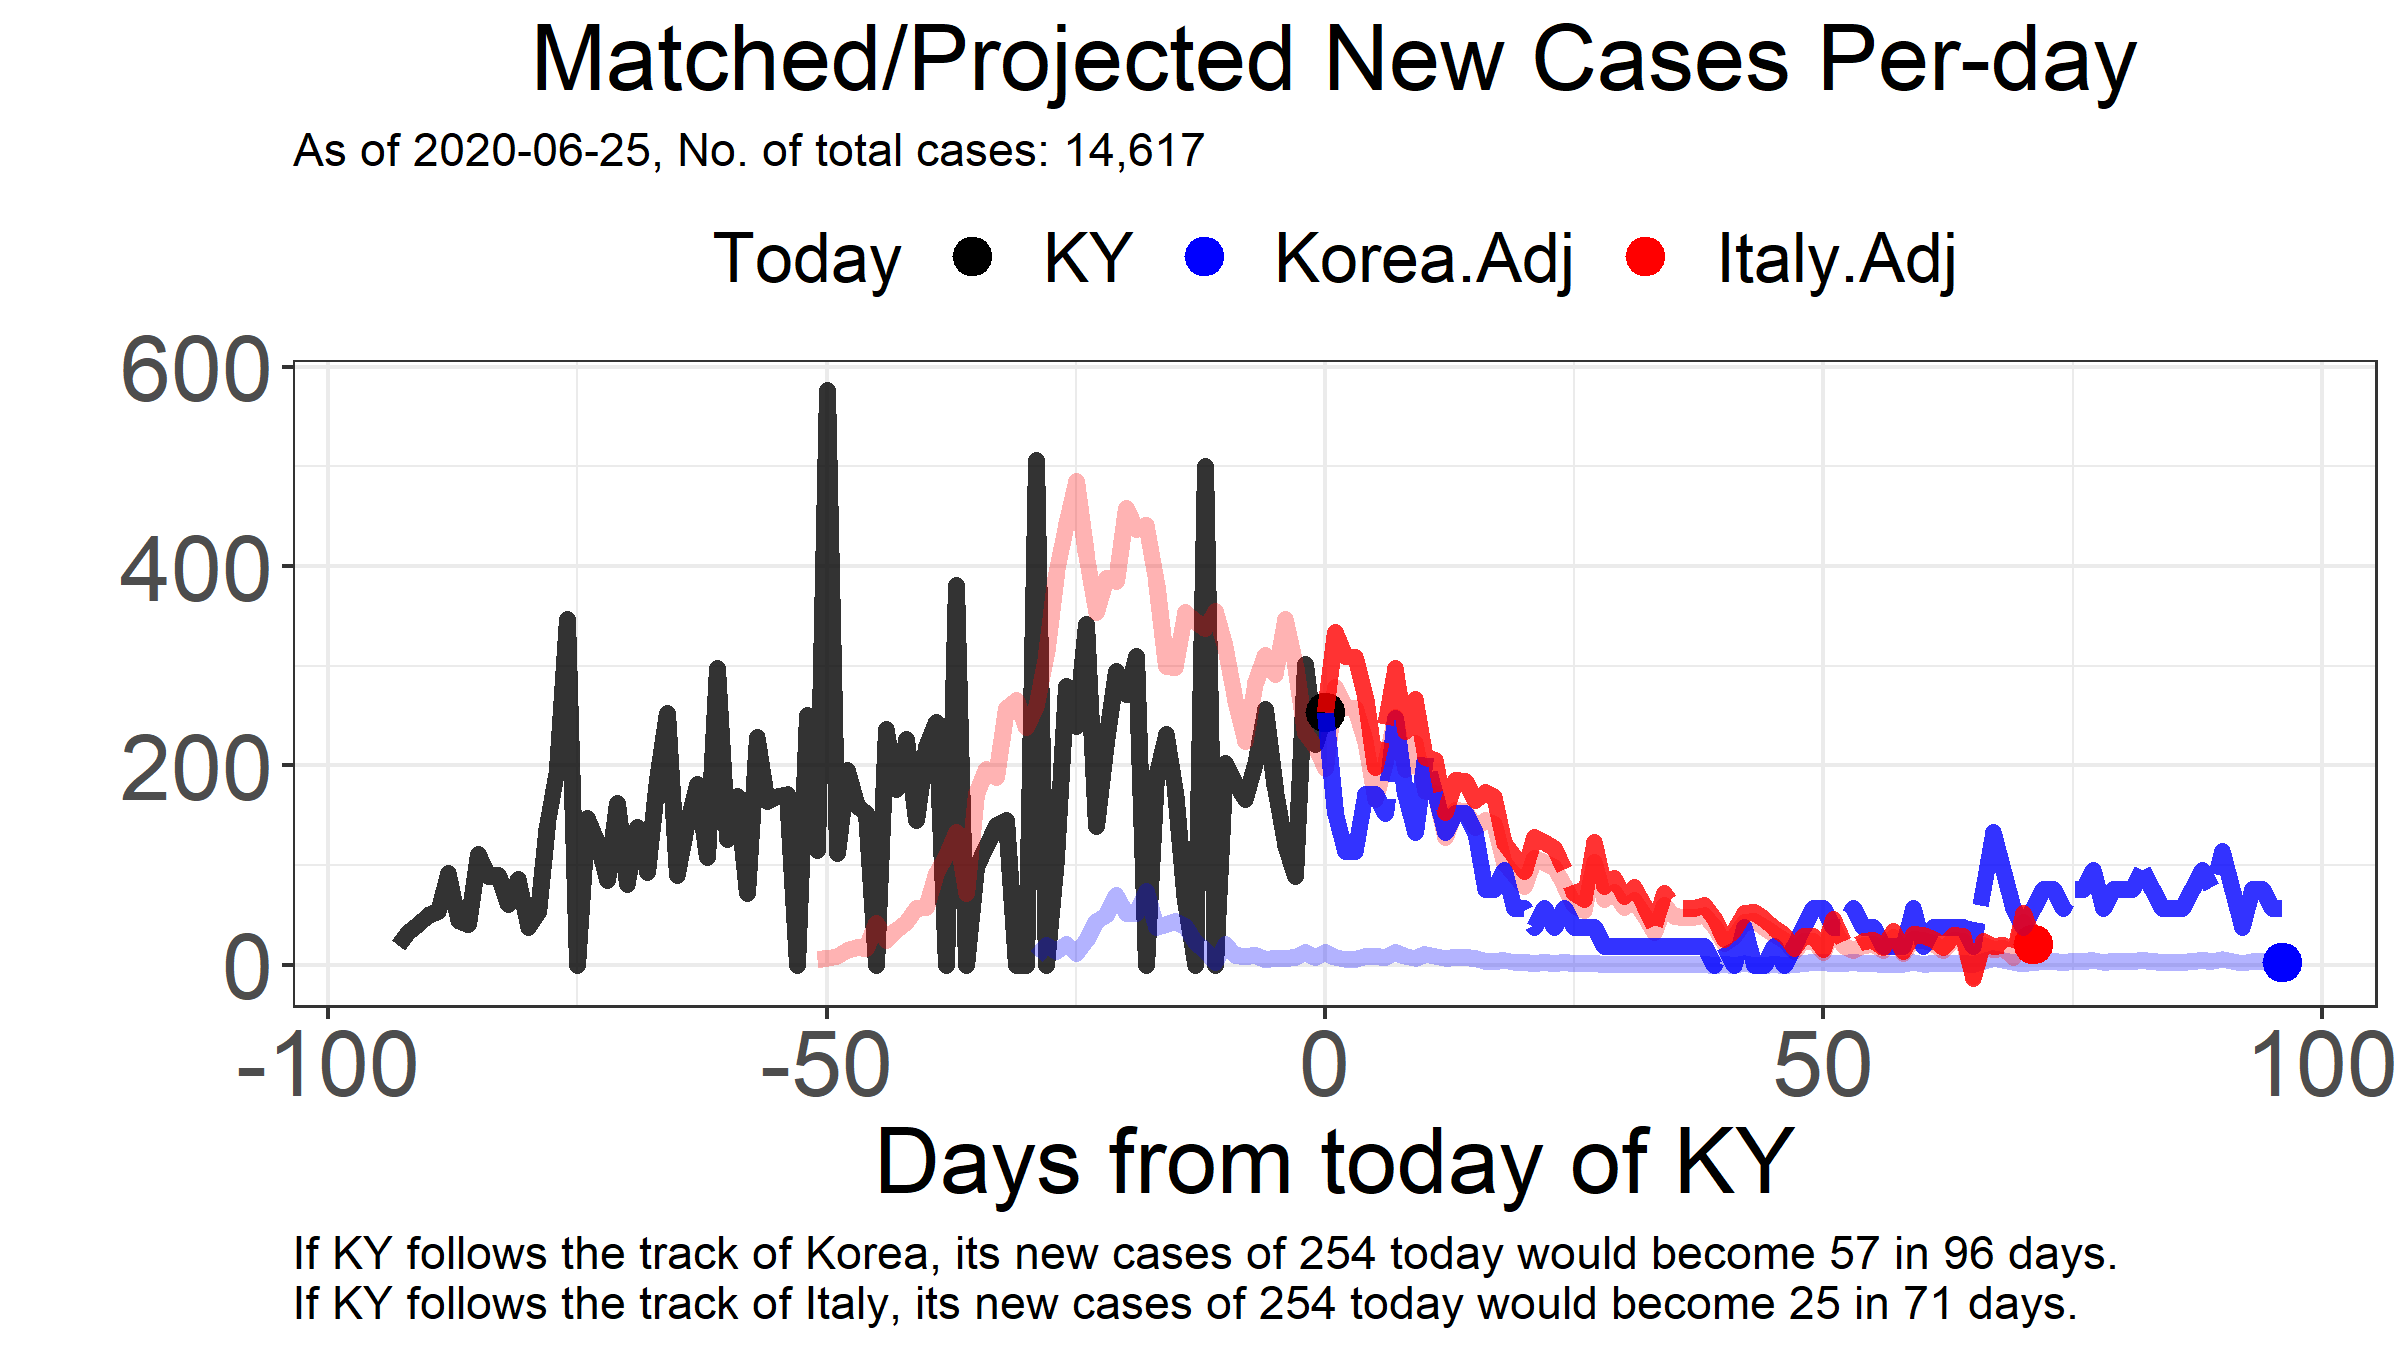 Matched/Projected New Cases Per-day
As of 2020-06-25, No. of total cases: 14,617
Today KY Korea.Adj Italy.Adj
600
400
200
0
-100 -50 0 50 100
Days from today of KY
If KY follows the track of Korea, its new cases of 254 today would become 57 in 96 days.
If KY follows the track of Italy, its new cases of 254 today would become 25 in 71 days.